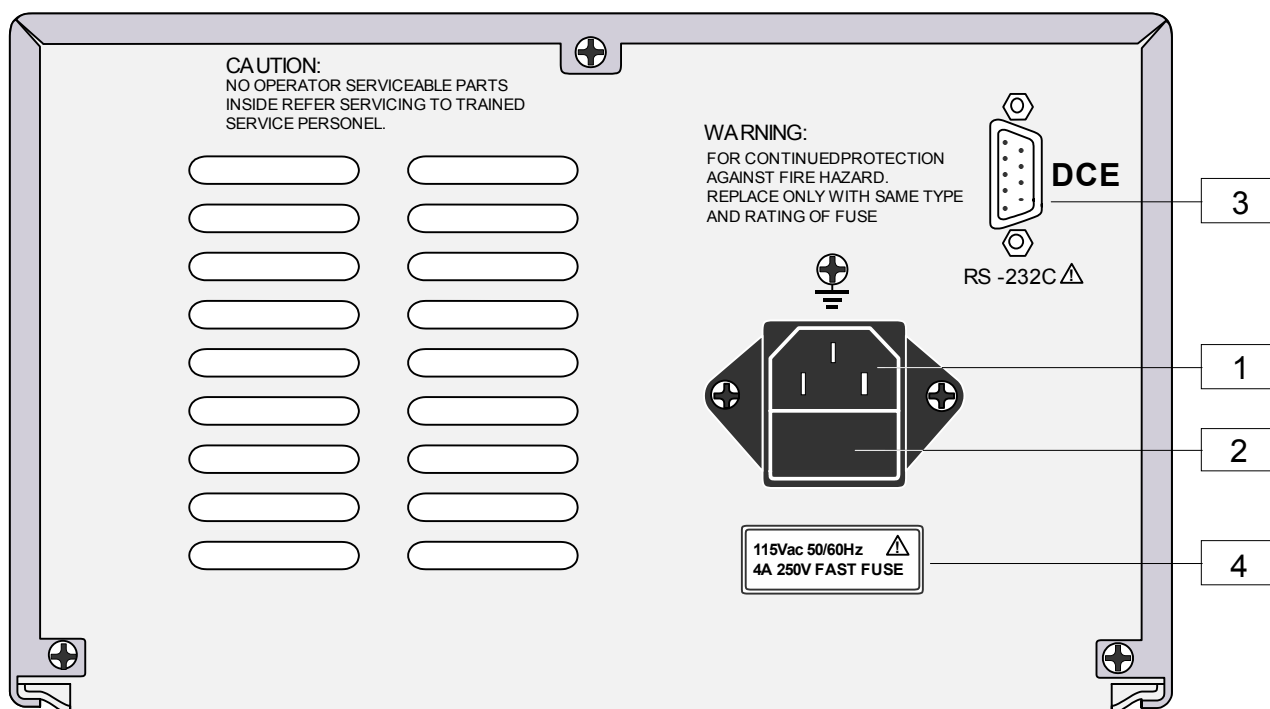 CAUTION:
NO OPERATOR SERVICEABLE PARTS
INSIDE REFER SERVICING TO TRAINED
SERVICE PERSONEL.
WARNING:
FOR CONTINUEDPROTECTION
AGAINST FIRE HAZARD.
REPLACE ONLY WITH SAME TYPE
AND RATING OF FUSE
DCE
3
RS -232C
1
2
115Vac 50/60Hz
4A 250V FAST FUSE
4